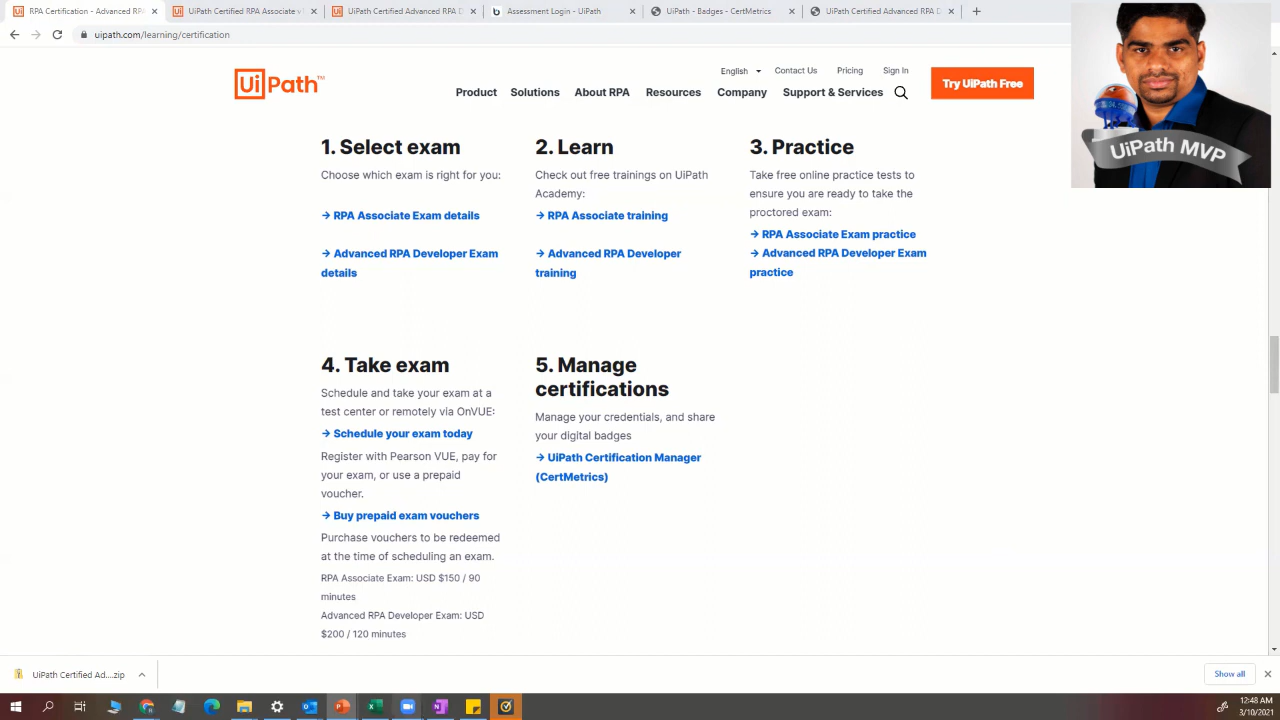 RPA Certification - Advanced RPA
UiPath Certified RPA Associate v
UiPath Certified Advanced RPA D
Assessment Login - UiPath
UiPath - Badges - CertMetrics
UiPath Certified Advanced RPA D
uipath.com/learning/certification
English
Contact Us
Pricing
Sign In
UiPath™
Product
Solutions
About RPA
Resources
Company
Support & Services
Try UiPath Free
UiPath MVP
1. Select exam
Choose which exam is right for you:
→ RPA Associate Exam details
→ Advanced RPA Developer Exam
details
2. Learn
Check out free trainings on UiPath
Academy:
→ RPA Associate training
→ Advanced RPA Developer
training
3. Practice
Take free online practice tests to
ensure you are ready to take the
proctored exam:
→ RPA Associate Exam practice
→ Advanced RPA Developer Exam
practice
4. Take exam
Schedule and take your exam at a
test center or remotely via OnVUE:
→ Schedule your exam today
Register with Pearson VUE, pay for
your exam, or use a prepaid
voucher.
→ Buy prepaid exam vouchers
Purchase vouchers to be redeemed
at the time of scheduling an exam.
RPA Associate Exam: USD $150 / 90
minutes
Advanced RPA Developer Exam: USD
$200 / 120 minutes
5. Manage
certifications
Manage your credentials, and share
your digital badges
→ UiPath Certification Manager
(CertMetrics)
UiPath Certified Ad....zip
Show all
12:48 AM
3/10/2021